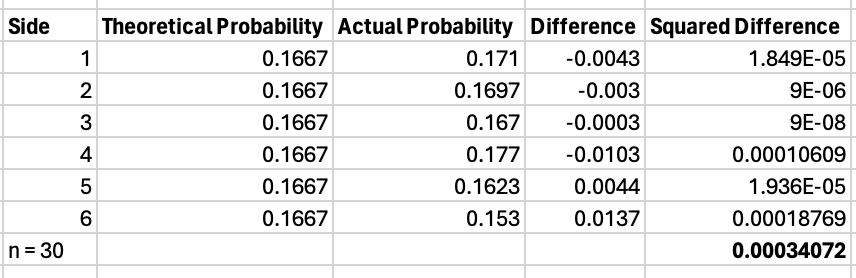 Side Theoretical Probability Actual Probability Difference Squared Difference
1 0.1667 0.171 -0.0043 1.849E-05
2 0.1667 0.1697 -0.003 9E-06
3 0.1667 0.167 -0.0003 9E-08
4 0.1667 0.177 -0.0103 0.00010609
5 0.1667 0.1623 0.0044 1.936E-05
6 0.1667 0.153 0.0137 0.00018769
n = 30 0.00034072